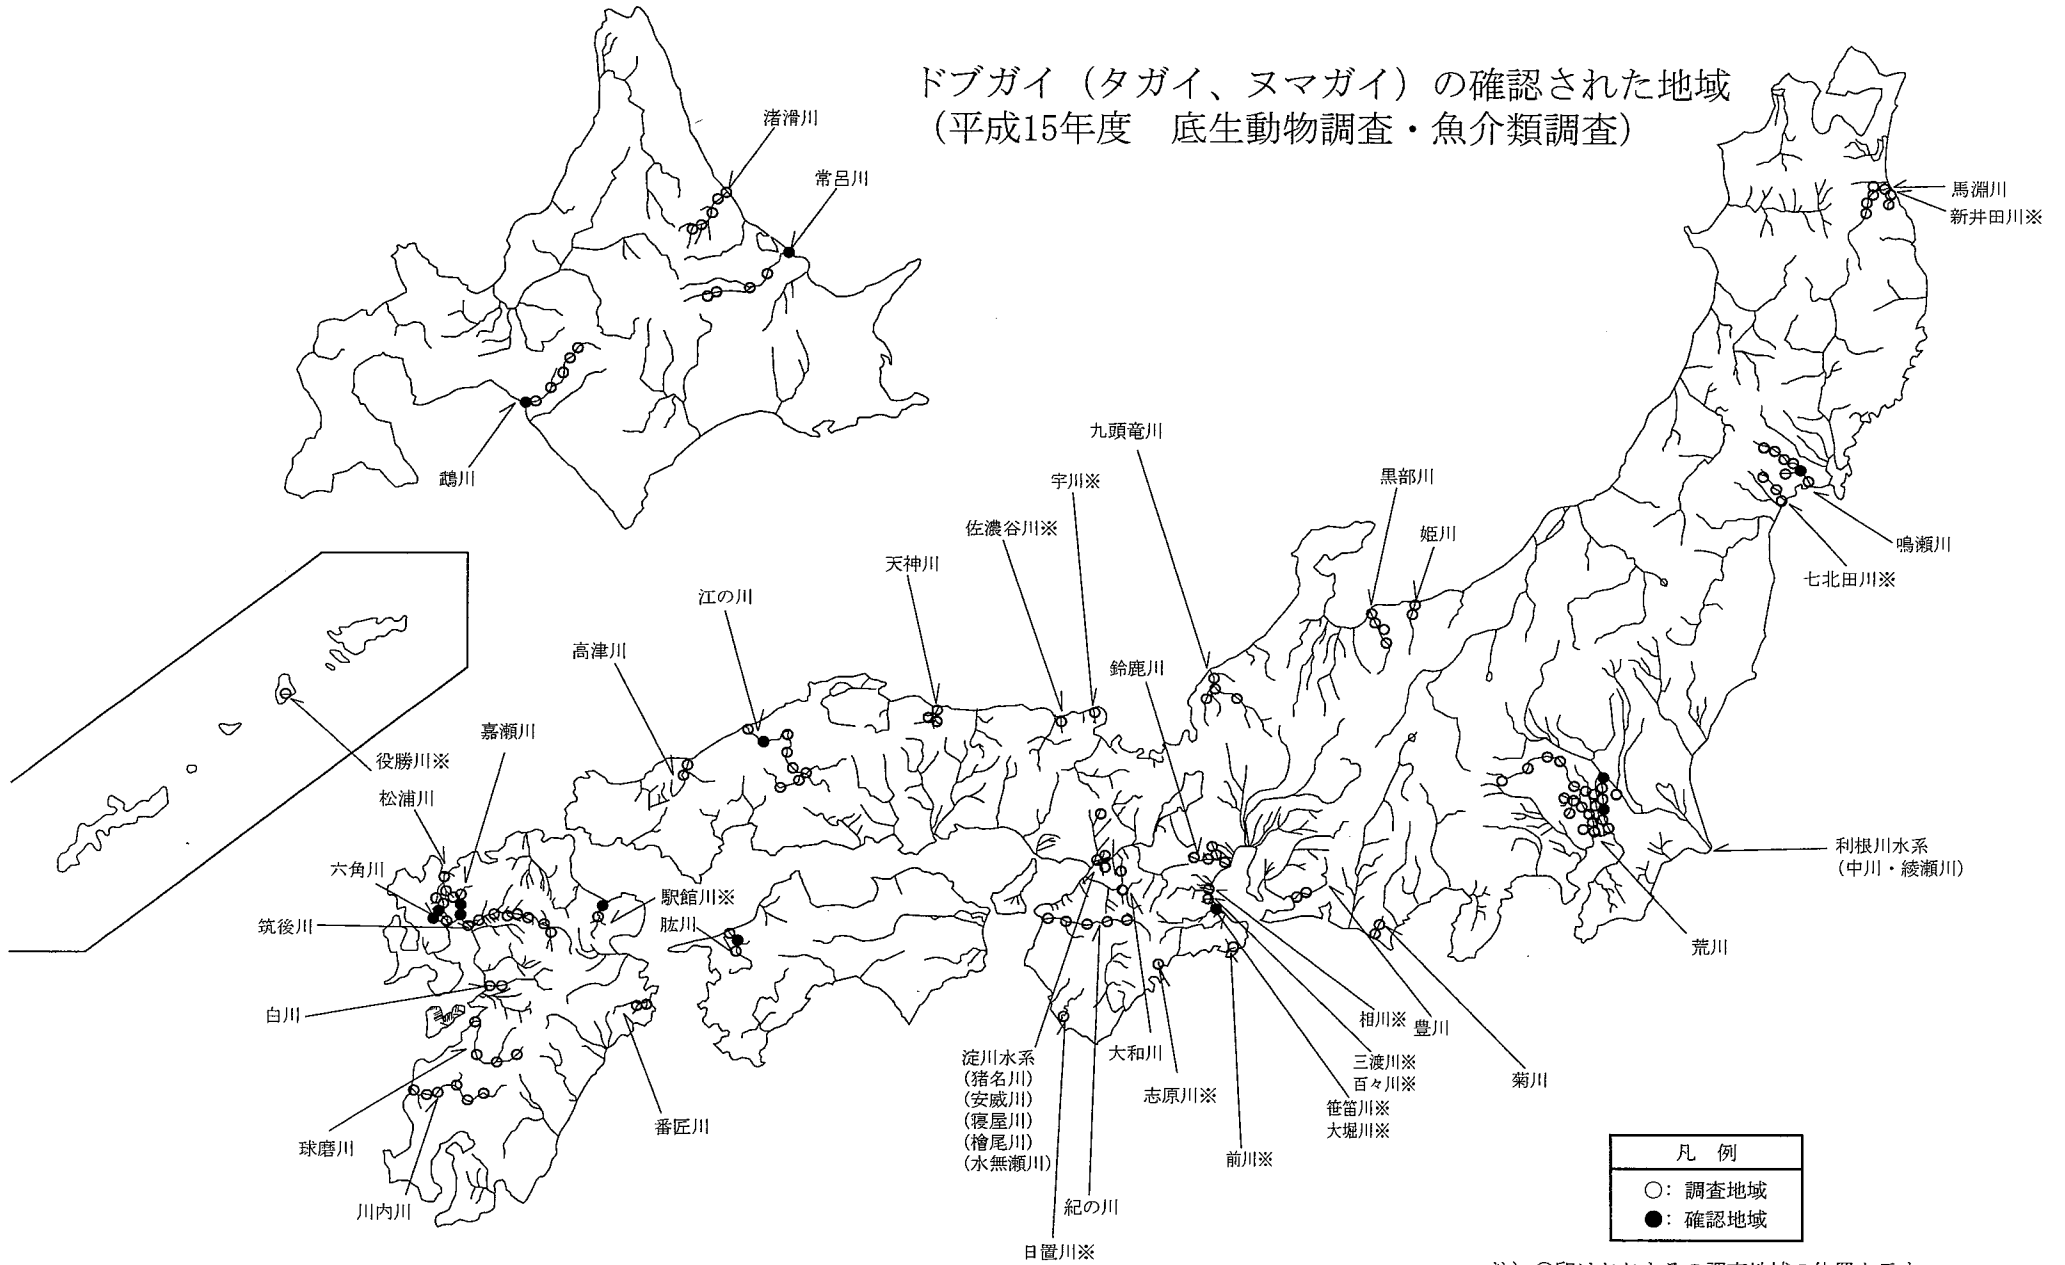 ドブガイ（タガイ、ヌマガイ）の確認された地域
（平成15年度　底生動物調査・魚介類調査）
渚滑川
常呂川
鵡川
馬淵川
新井田川※
鳴瀬川
七北田川※
九頭竜川
宇川※
黒部川
佐濃谷川※
姫川
天神川
江の川
高津川
鈴鹿川
嘉瀬川
役勝川※
松浦川
六角川
駅館川※
筑後川
肱川
利根川水系
（中川・綾瀬川）
荒川
白川
相川※
豊川
三渡川※
百々川※
菊川
笹笛川※
大堀川※
淀川水系
（猪名川）
（安威川）
（寝屋川）
（檜尾川）
（水無瀬川）
大和川
志原川※
番匠川
球磨川
前川※
川内川
紀の川
日置川※
凡　例
○：調査地域
●：確認地域